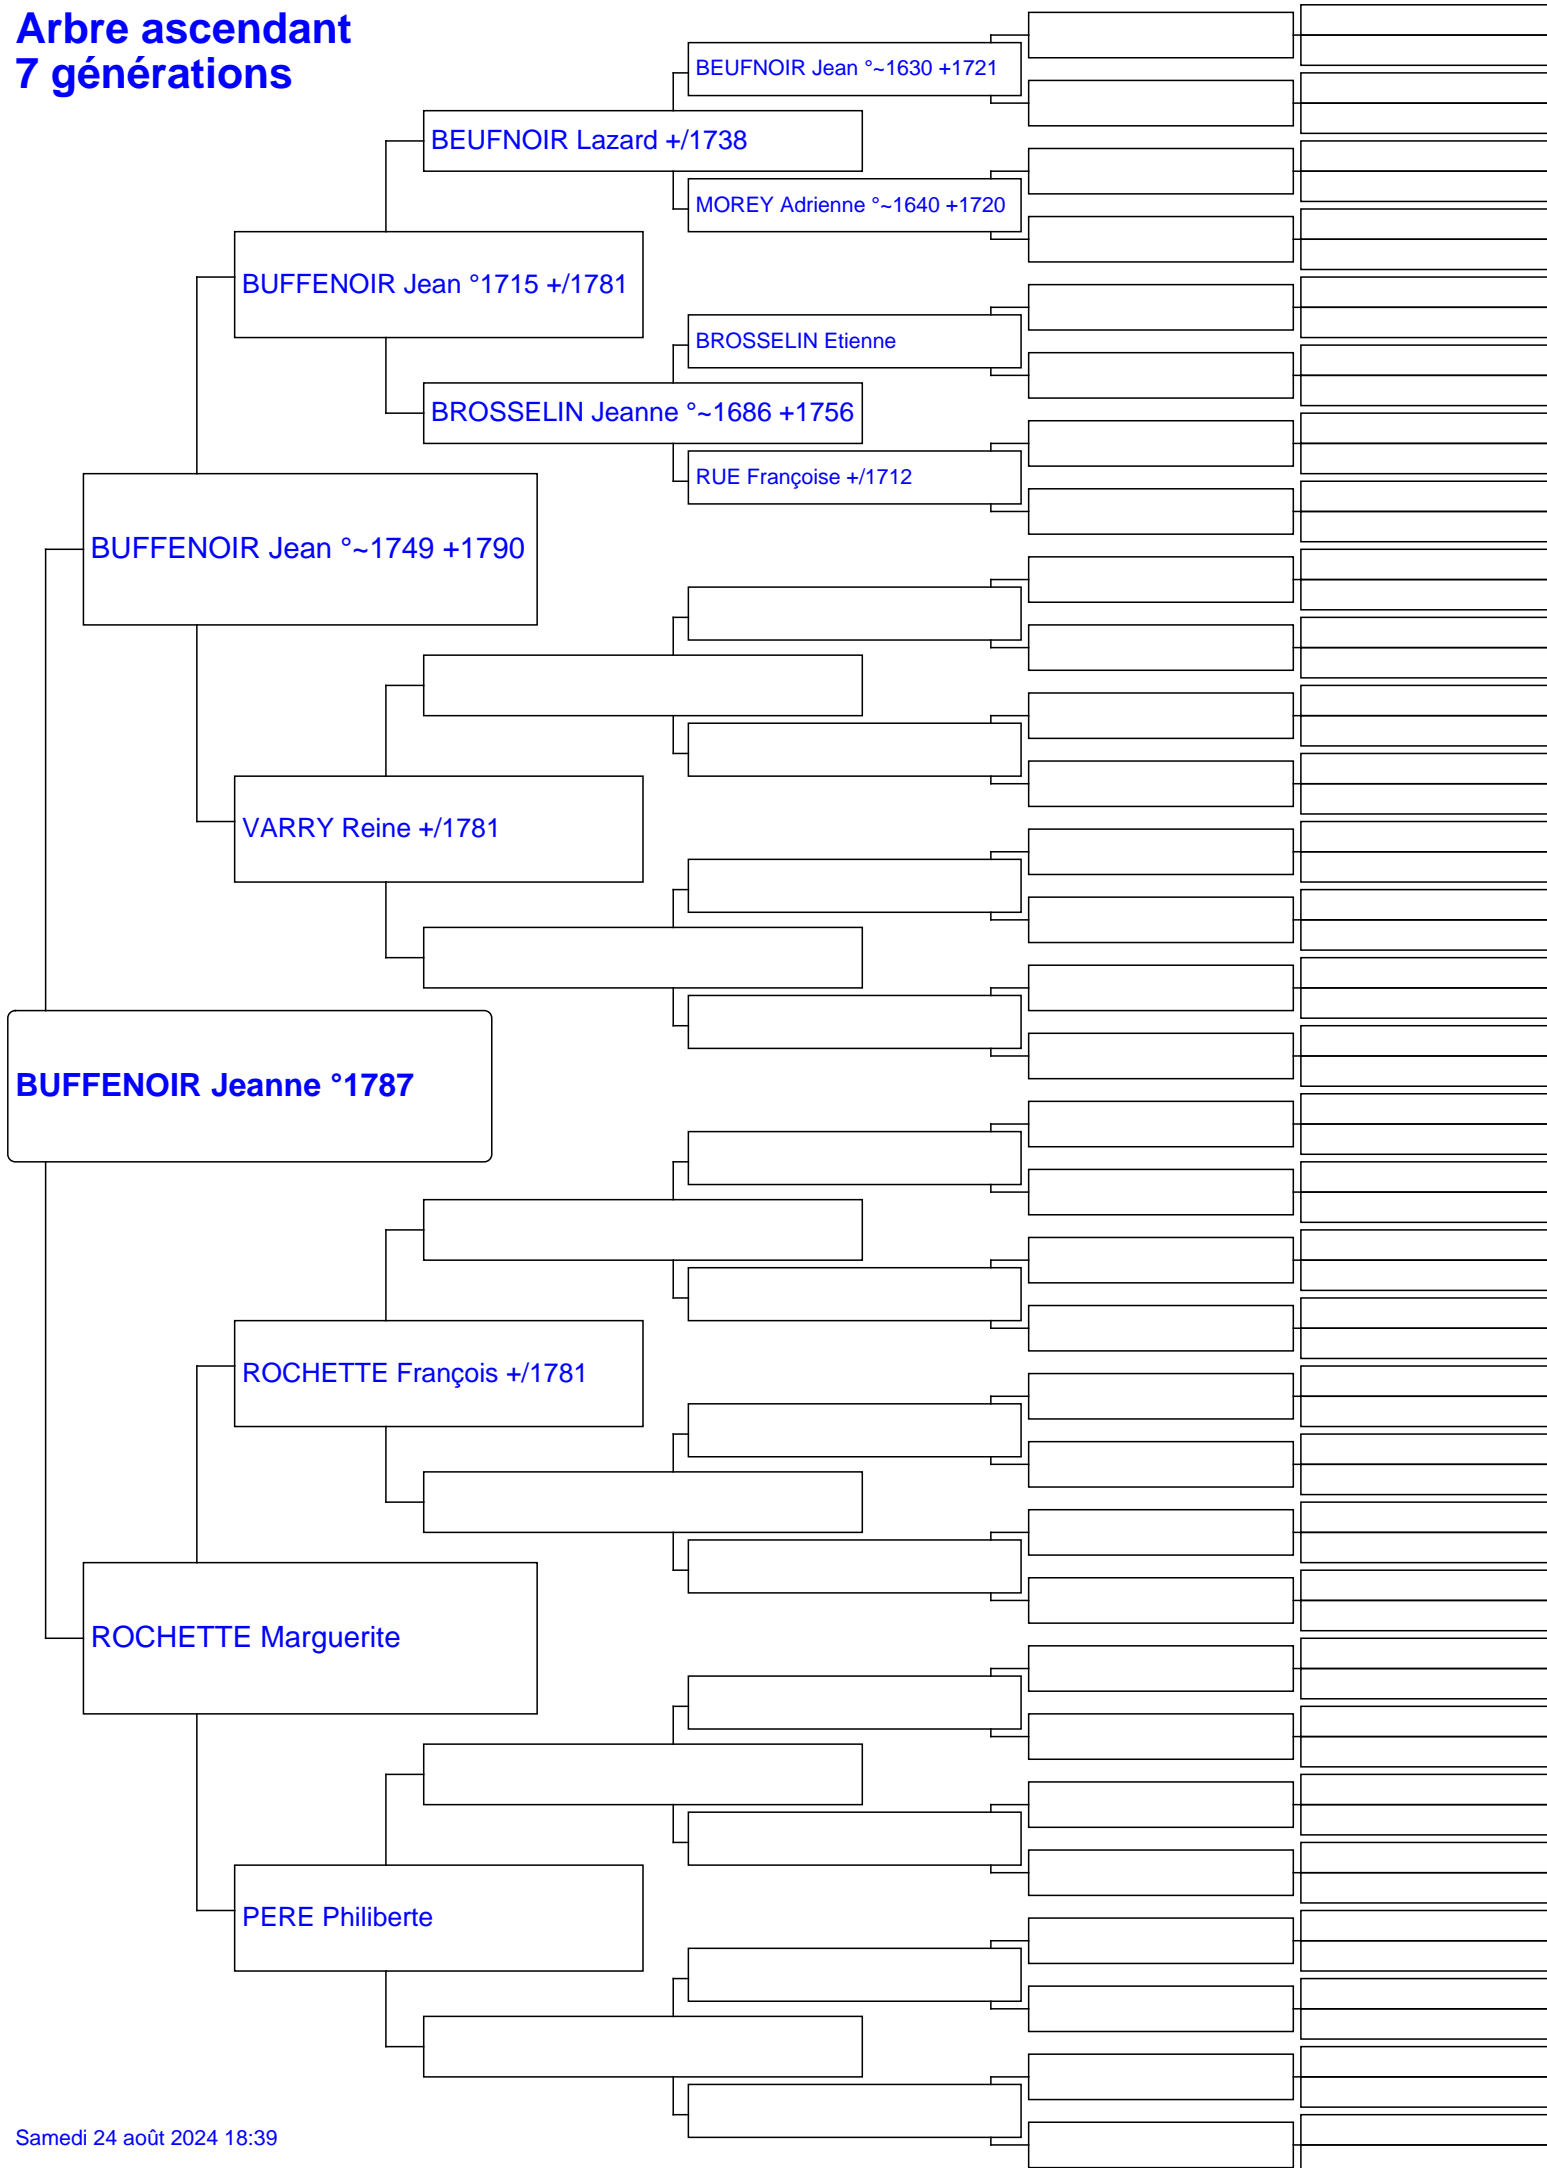 Arbre ascendant
7 générations
BEUFNOIR Jean °~1630 +1721
BEUFNOIR Lazard +/1738
MOREY Adrienne °~1640 +1720
BUFFENOIR Jean °1715 +/1781
BROSSELIN Etienne
BROSSELIN Jeanne °~1686 +1756
RUE Françoise +/1712
BUFFENOIR Jean °~1749 +1790
VARRY Reine +/1781
BUFFENOIR Jeanne °1787
ROCHETTE François +/1781
ROCHETTE Marguerite
PERE Philiberte
Samedi 24 août 2024 18:39